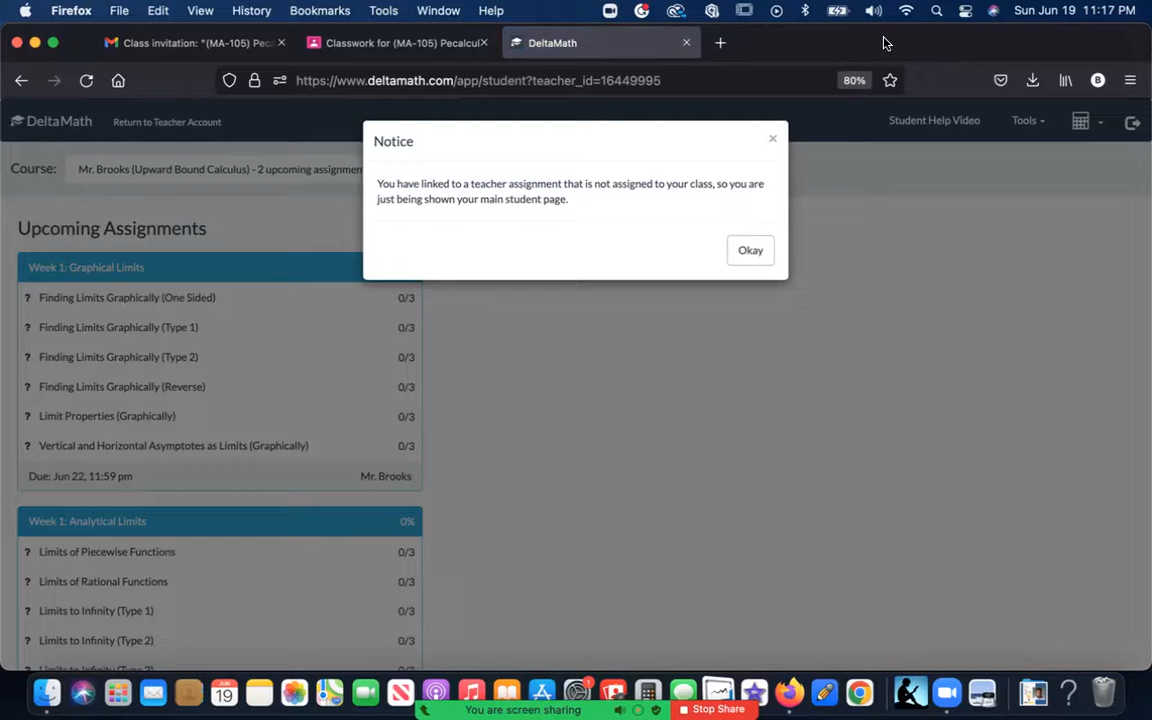 Firefox File Edit View History Bookmarks Tools Window Help Sun Jun 19 11:17 PM
Class invitation: "(MA-105) Peca Classwork for (MA-105) Pecalcul DeltaMath
https://www.deltamath.com/app/student?teacher_id=16449995 80%
DeltaMath Return to Teacher Account Student Help Video Tools
Course: Mr. Brooks (Upward Bound Calculus) - 2 upcoming assignmen
Notice
You have linked to a teacher assignment that is not assigned to your class, so you are
just being shown your main student page.
Okay
Upcoming Assignments
Week 1: Graphical Limits
? Finding Limits Graphically (One Sided) 0/3
? Finding Limits Graphically (Type 1) 0/3
? Finding Limits Graphically (Type 2) 0/3
? Finding Limits Graphically (Reverse) 0/3
? Limit Properties (Graphically) 0/3
? Vertical and Horizontal Asymptotes as Limits (Graphically) 0/3
Due: Jun 22, 11:59 pm Mr. Brooks
Week 1: Analytical Limits 0%
? Limits of Piecewise Functions 0/3
? Limits of Rational Functions 0/3
? Limits to Infinity (Type 1) 0/3
? Limits to Infinity (Type 2) 0/3
JUN
19
You are screen sharing Stop Share